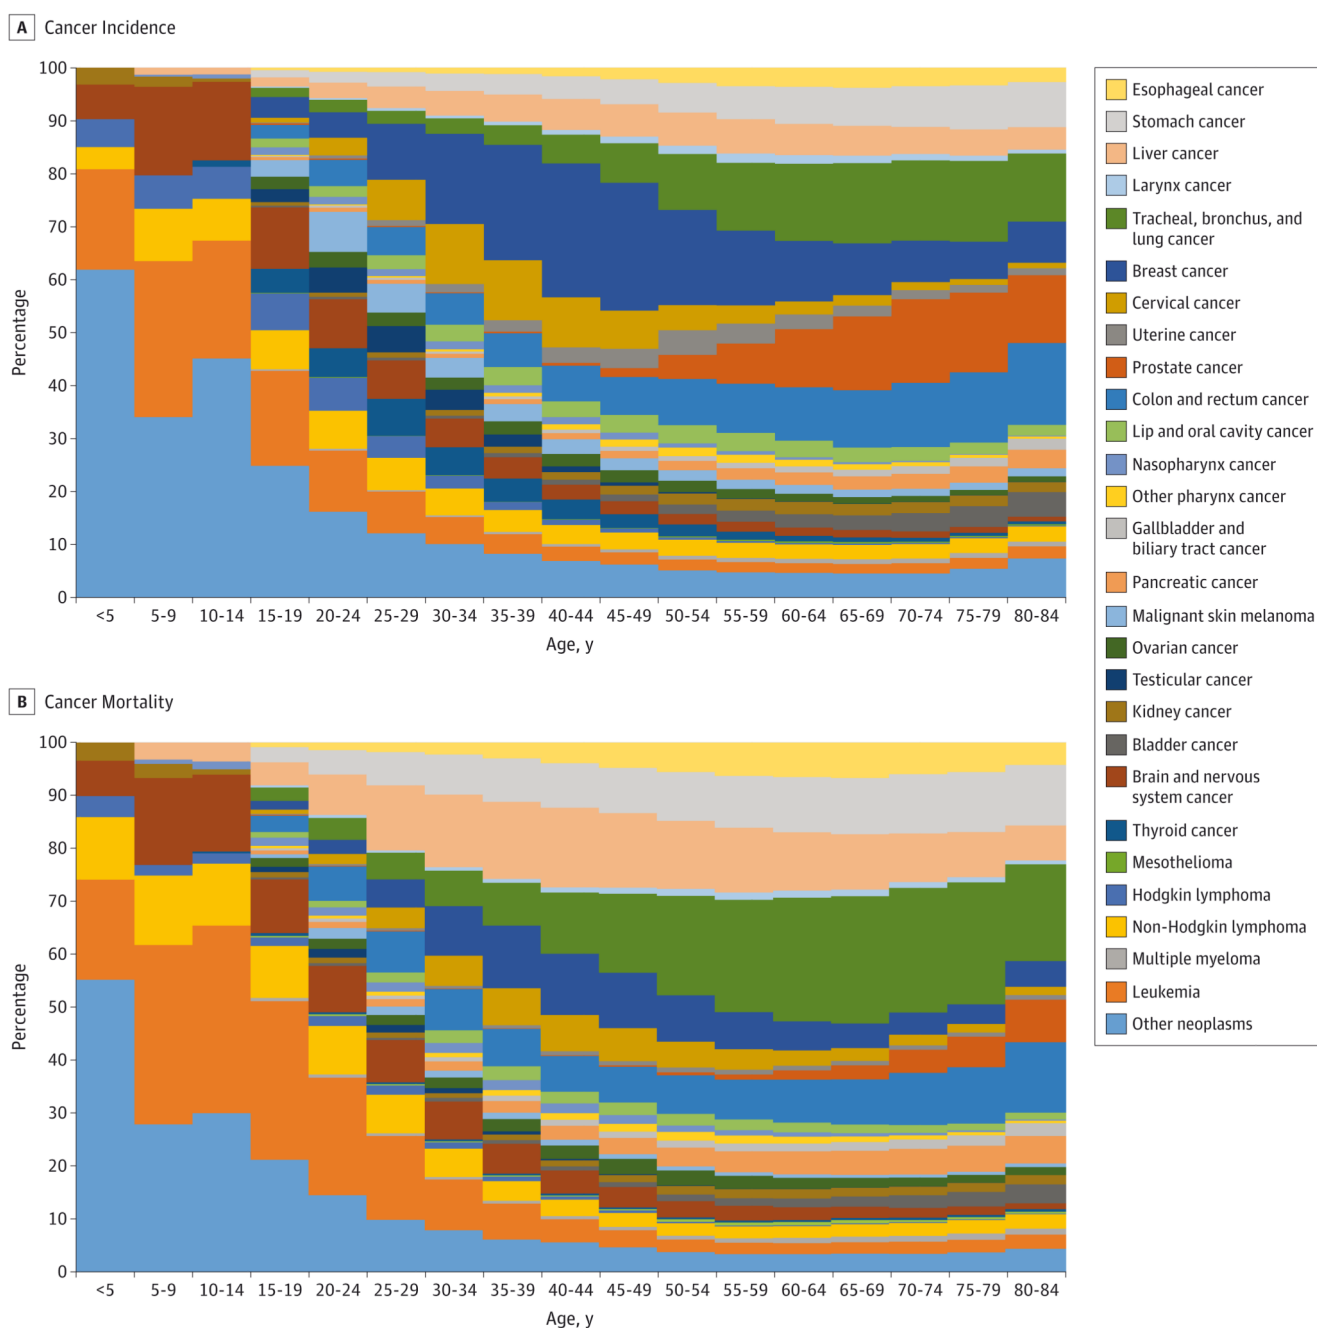 A Cancer Incidence
100
90
80
70
60
50
40
30
20
10
0
Percentage
<5 5-9 10-14 15-19 20-24 25-29 30-34 35-39 40-44 45-49 50-54 55-59 60-64 65-69 70-74 75-79 80-84
Age, y
Esophageal cancer
Stomach cancer
Liver cancer
Larynx cancer
Tracheal, bronchus, and
lung cancer
Breast cancer
Cervical cancer
Uterine cancer
Prostate cancer
Colon and rectum cancer
Lip and oral cavity cancer
Nasopharynx cancer
Other pharynx cancer
Gallbladder and
biliary tract cancer
Pancreatic cancer
Malignant skin melanoma
Ovarian cancer
Testicular cancer
Kidney cancer
Bladder cancer
Brain and nervous
system cancer
Thyroid cancer
Mesothelioma
Hodgkin lymphoma
Non-Hodgkin lymphoma
Multiple myeloma
Leukemia
Other neoplasms
B Cancer Mortality
100
90
80
70
60
50
40
30
20
10
0
Percentage
<5 5-9 10-14 15-19 20-24 25-29 30-34 35-39 40-44 45-49 50-54 55-59 60-64 65-69 70-74 75-79 80-84
Age, y